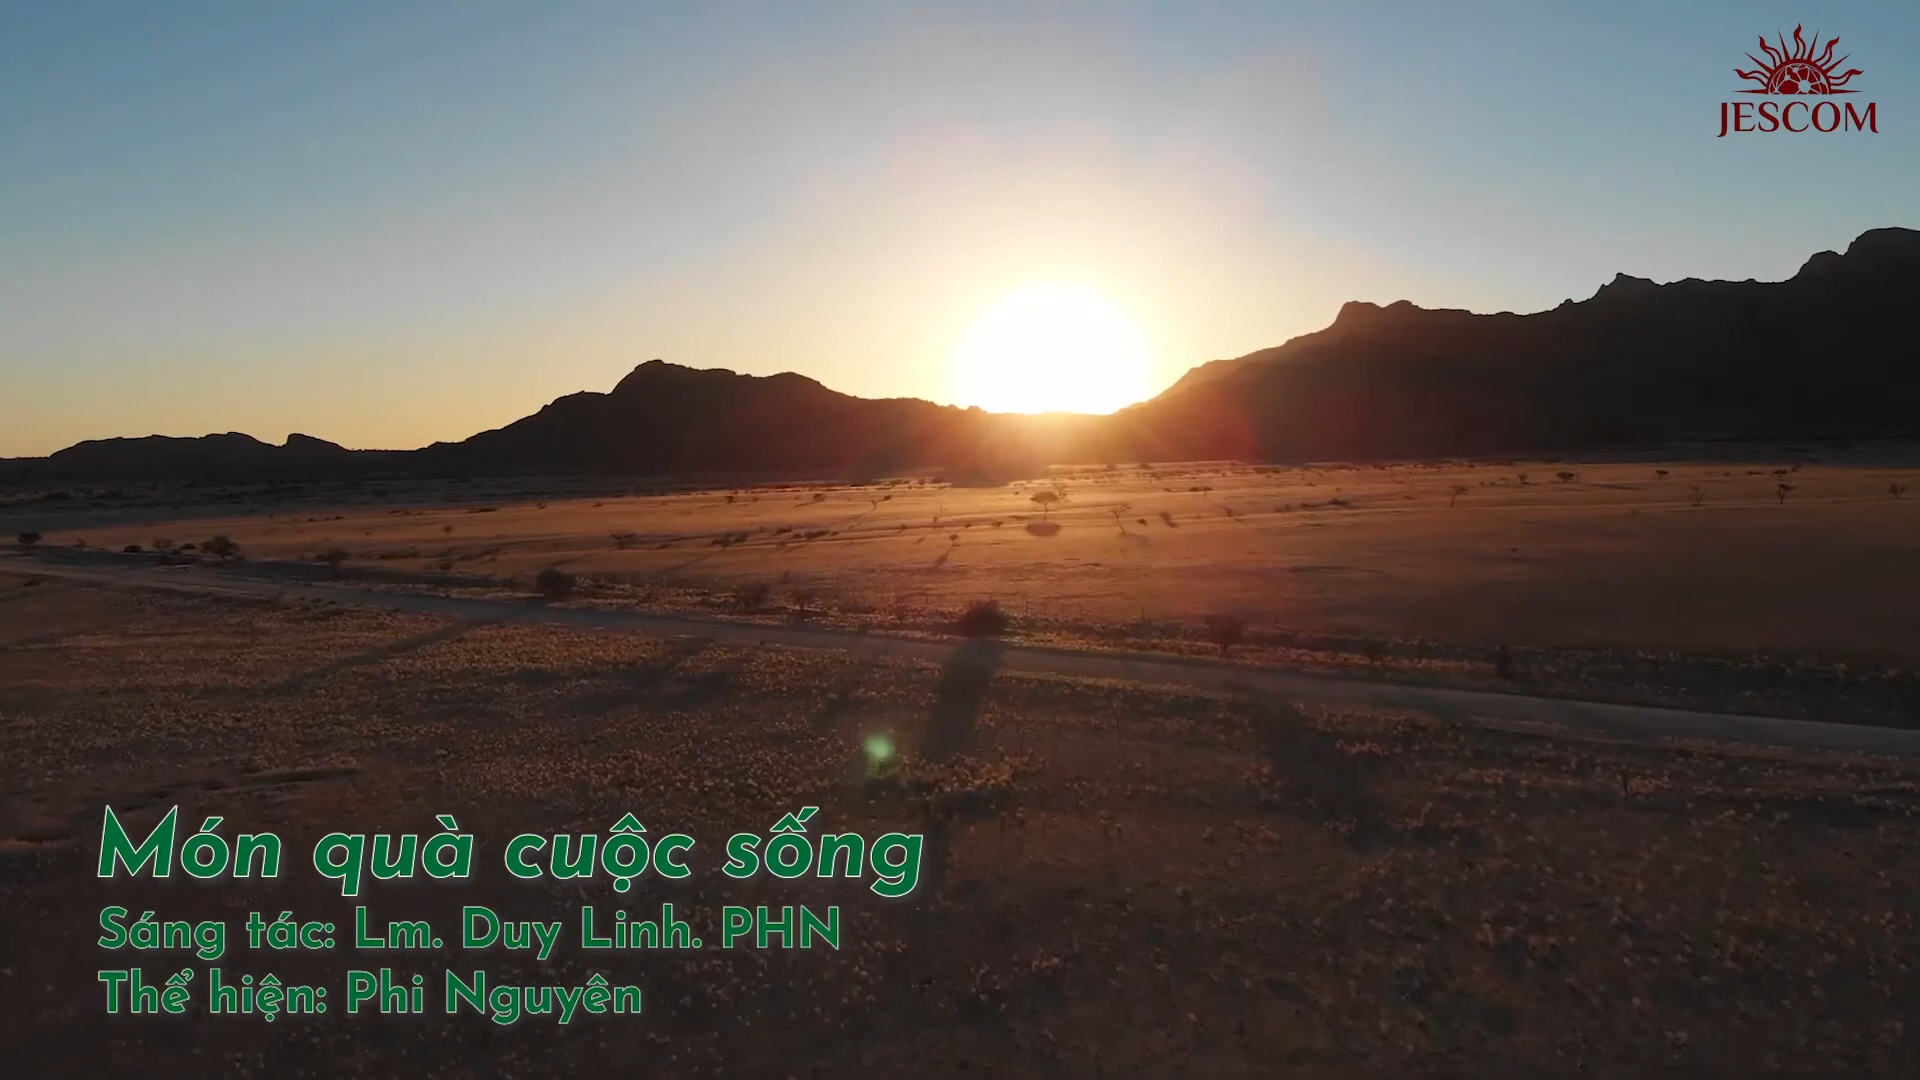 JESCOM
Món quà cuộc sống
Sáng tác: Lm. Duy Linh. PHN
Thể hiện: Phi Nguyên